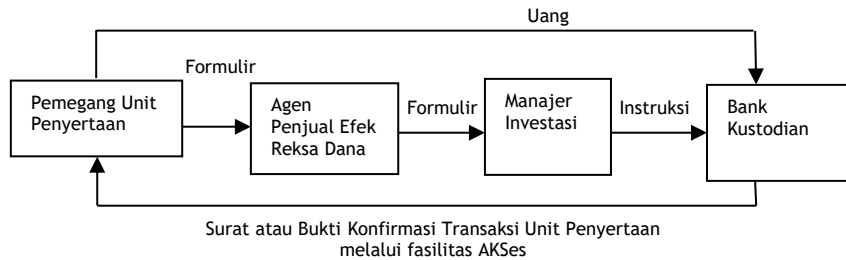 Uang
Formulir
Pemegang Unit
Penyertaan
Agen
Penjual Efek
Reksa Dana
Formulir
Manajer
Investasi
Instruksi
Bank
Kustodian
Surat atau Bukti Konfirmasi Transaksi Unit Penyertaan
melalui fasilitas AKSes